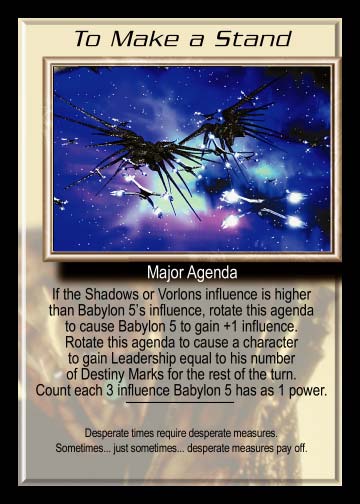 To Make a Stand
Major Agenda
If the Shadows or Vorlons influence is higher
than Babylon 5's influence, rotate this agenda
to cause Babylon 5 to gain +1 influence.
Rotate this agenda to cause a character
to gain Leadership equal to his number
of Destiny Marks for the rest of the turn.
Count each 3 influence Babylon 5 has as 1 power.
Desperate times require desperate measures.
Sometimes... just sometimes... desperate measures pay off.